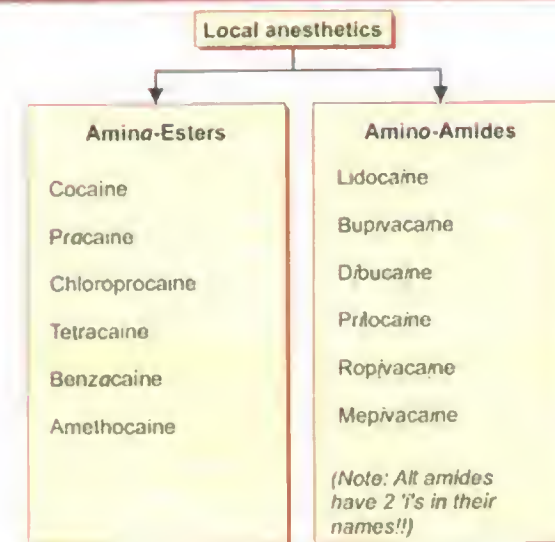 Local anesthetics
Amino-Esters
Cocaine
Procaine
Chloroprocaine
Tetracaine
Benzocaine
Amethocaine
Amino-Amides
Lidocaine
Bupivacaine
Dibucaine
Prilocaine
Ropivacaine
Mepivacaine
(Note: All amides
have 2 'i's in their
names!!)